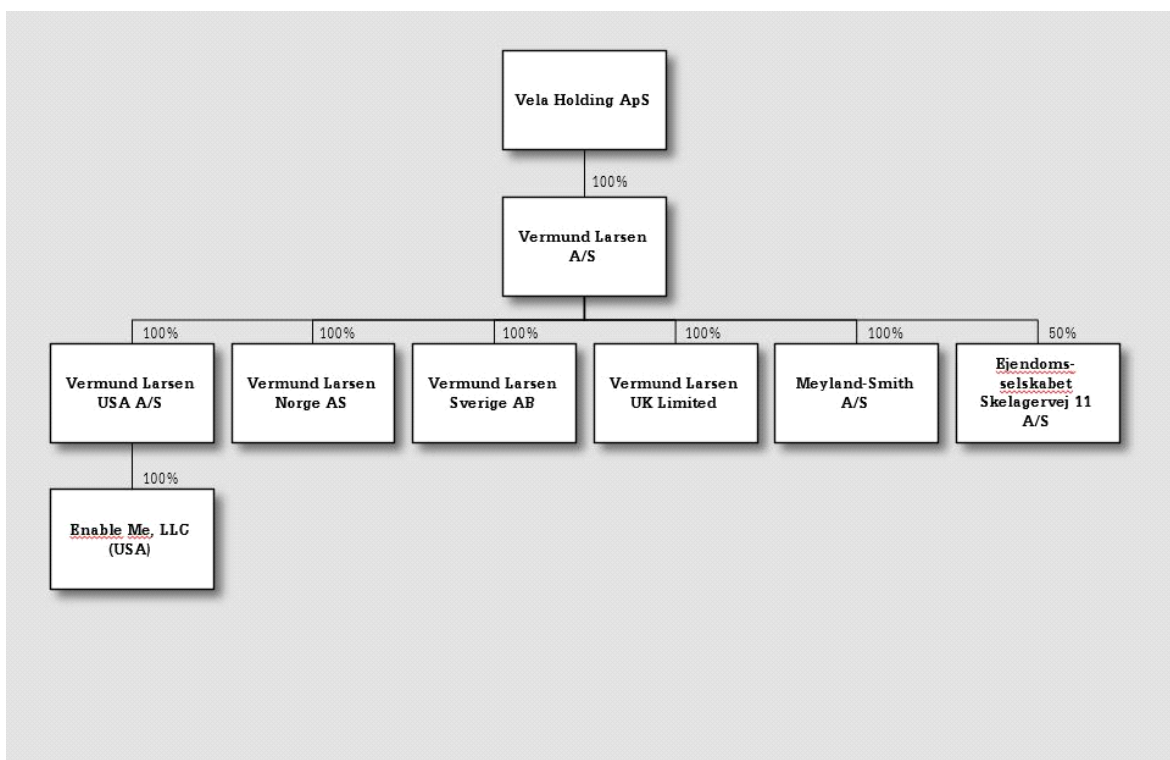 Vela Holding ApS
100%
Vermund Larsen
A/S
100%
100%
100%
100%
100%
50%
Vermund Larsen
USA A/S
Vermund Larsen
Norge AS
Vermund Larsen
Sverige AB
Vermund Larsen
UK Limited
Meyland-Smith
A/S
Ejendoms-
selskabet
Skelagervej 11
A/S
100%
Enable Me, LLC
(USA)